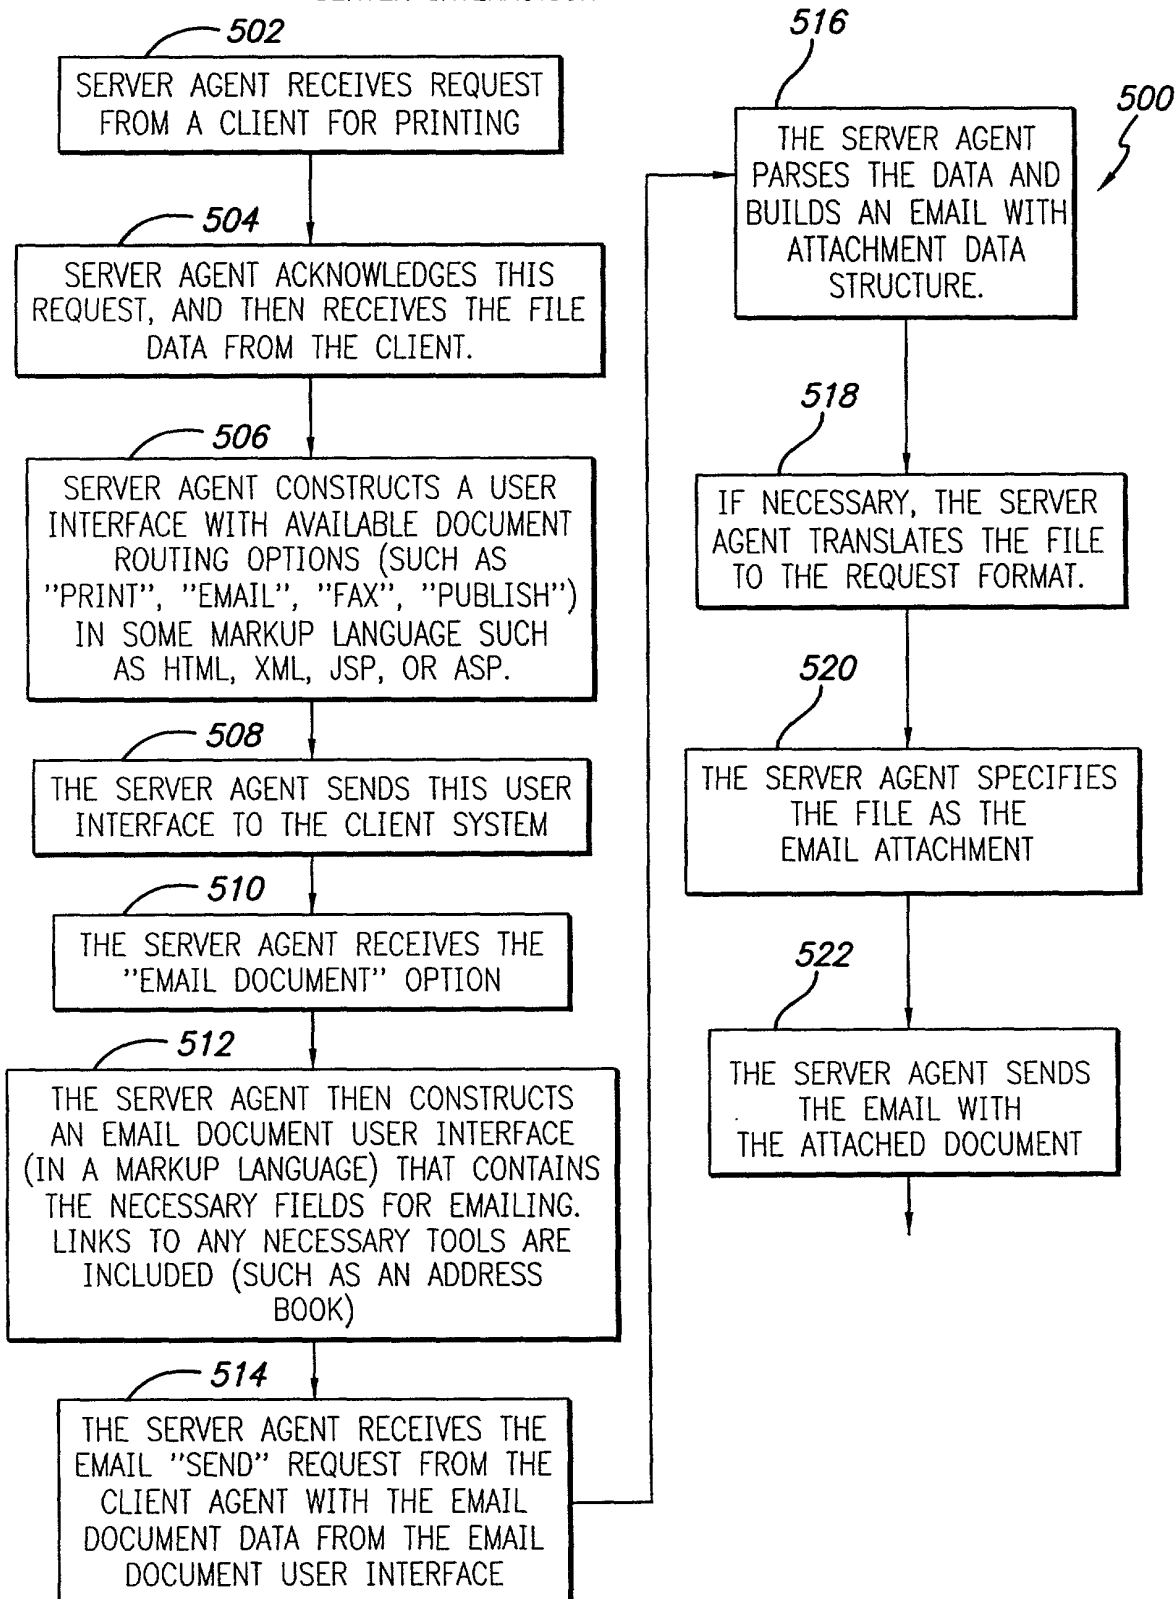 502
SERVER AGENT RECEIVES REQUEST
FROM A CLIENT FOR PRINTING
504
SERVER AGENT ACKNOWLEDGES THIS
REQUEST, AND THEN RECEIVES THE FILE
DATA FROM THE CLIENT.
506
SERVER AGENT CONSTRUCTS A USER
INTERFACE WITH AVAILABLE DOCUMENT
ROUTING OPTIONS (SUCH AS
"PRINT", "EMAIL", "FAX", "PUBLISH")
IN SOME MARKUP LANGUAGE SUCH
AS HTML, XML, JSP, OR ASP.
508
THE SERVER AGENT SENDS THIS USER
INTERFACE TO THE CLIENT SYSTEM
510
THE SERVER AGENT RECEIVES THE
"EMAIL DOCUMENT" OPTION
512
THE SERVER AGENT THEN CONSTRUCTS
AN EMAIL DOCUMENT USER INTERFACE
(IN A MARKUP LANGUAGE) THAT CONTAINS
THE NECESSARY FIELDS FOR EMAILING.
LINKS TO ANY NECESSARY TOOLS ARE
INCLUDED (SUCH AS AN ADDRESS
BOOK)
514
THE SERVER AGENT RECEIVES THE
EMAIL "SEND" REQUEST FROM THE
CLIENT AGENT WITH THE EMAIL
DOCUMENT DATA FROM THE EMAIL
DOCUMENT USER INTERFACE
516
THE SERVER AGENT
PARSES THE DATA AND
BUILDS AN EMAIL WITH
ATTACHMENT DATA
STRUCTURE.
500
518
IF NECESSARY, THE SERVER
AGENT TRANSLATES THE FILE
TO THE REQUEST FORMAT.
520
THE SERVER AGENT SPECIFIES
THE FILE AS THE
EMAIL ATTACHMENT
522
THE SERVER AGENT SENDS
THE EMAIL WITH
THE ATTACHED DOCUMENT